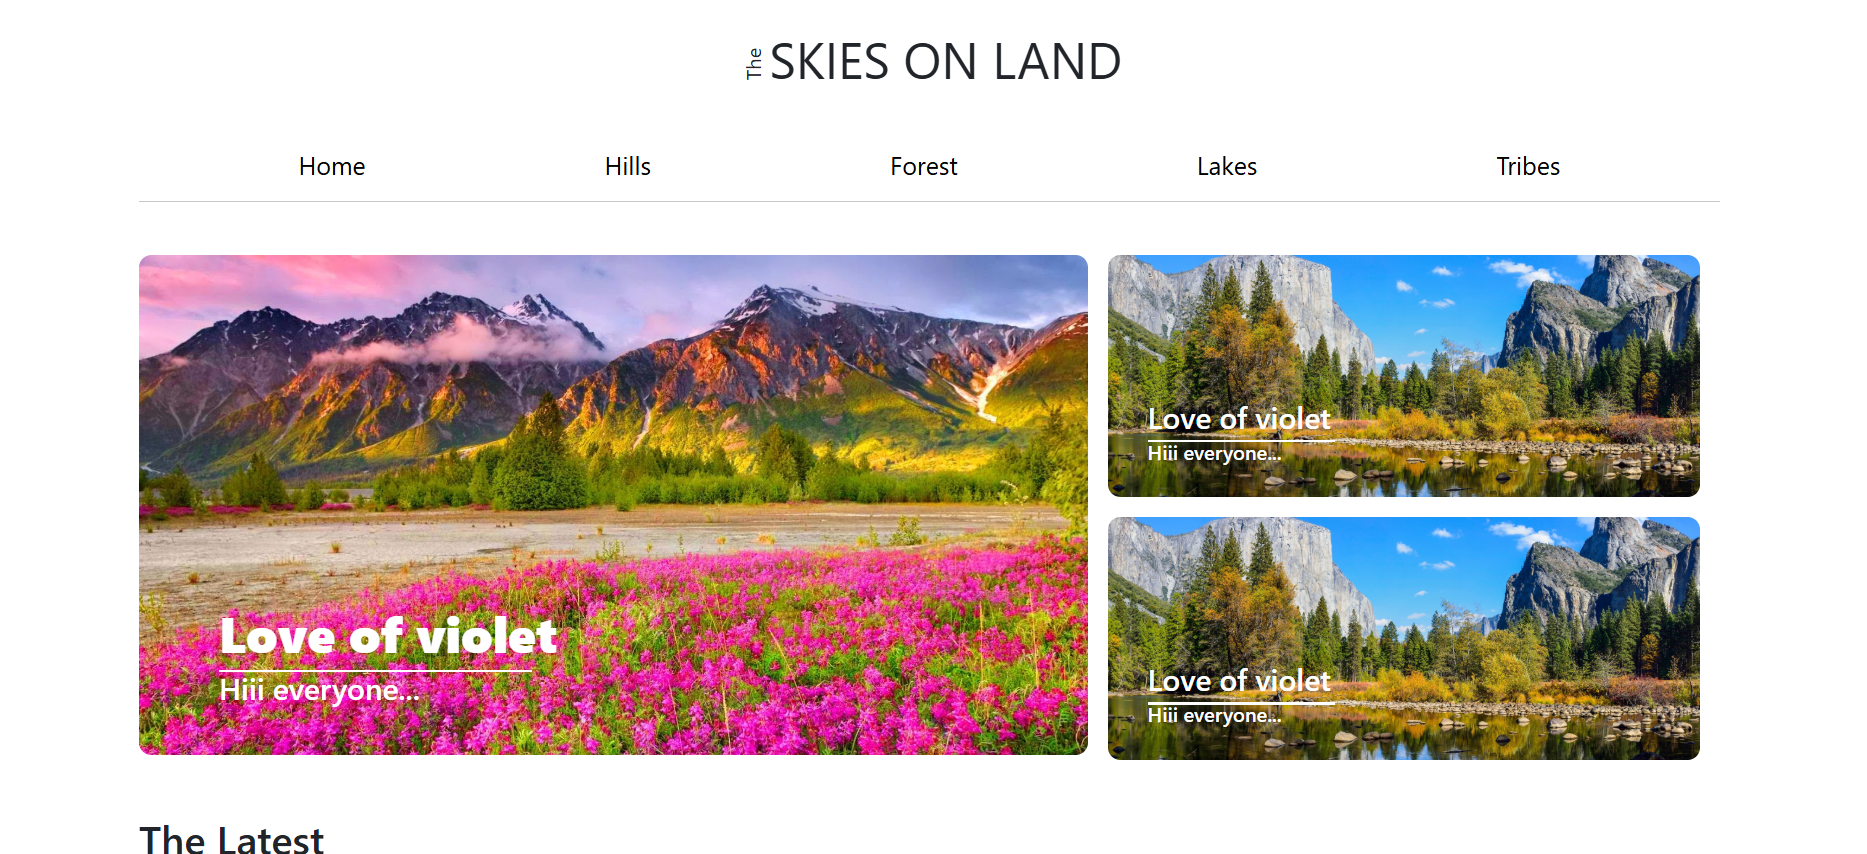 The SKIES ON LAND
Home Hills Forest Lakes Tribes
Love of violet
Hiii everyone...
Love of violet
Hiii everyone...
Love of violet
Hiii everyone...
The Latest